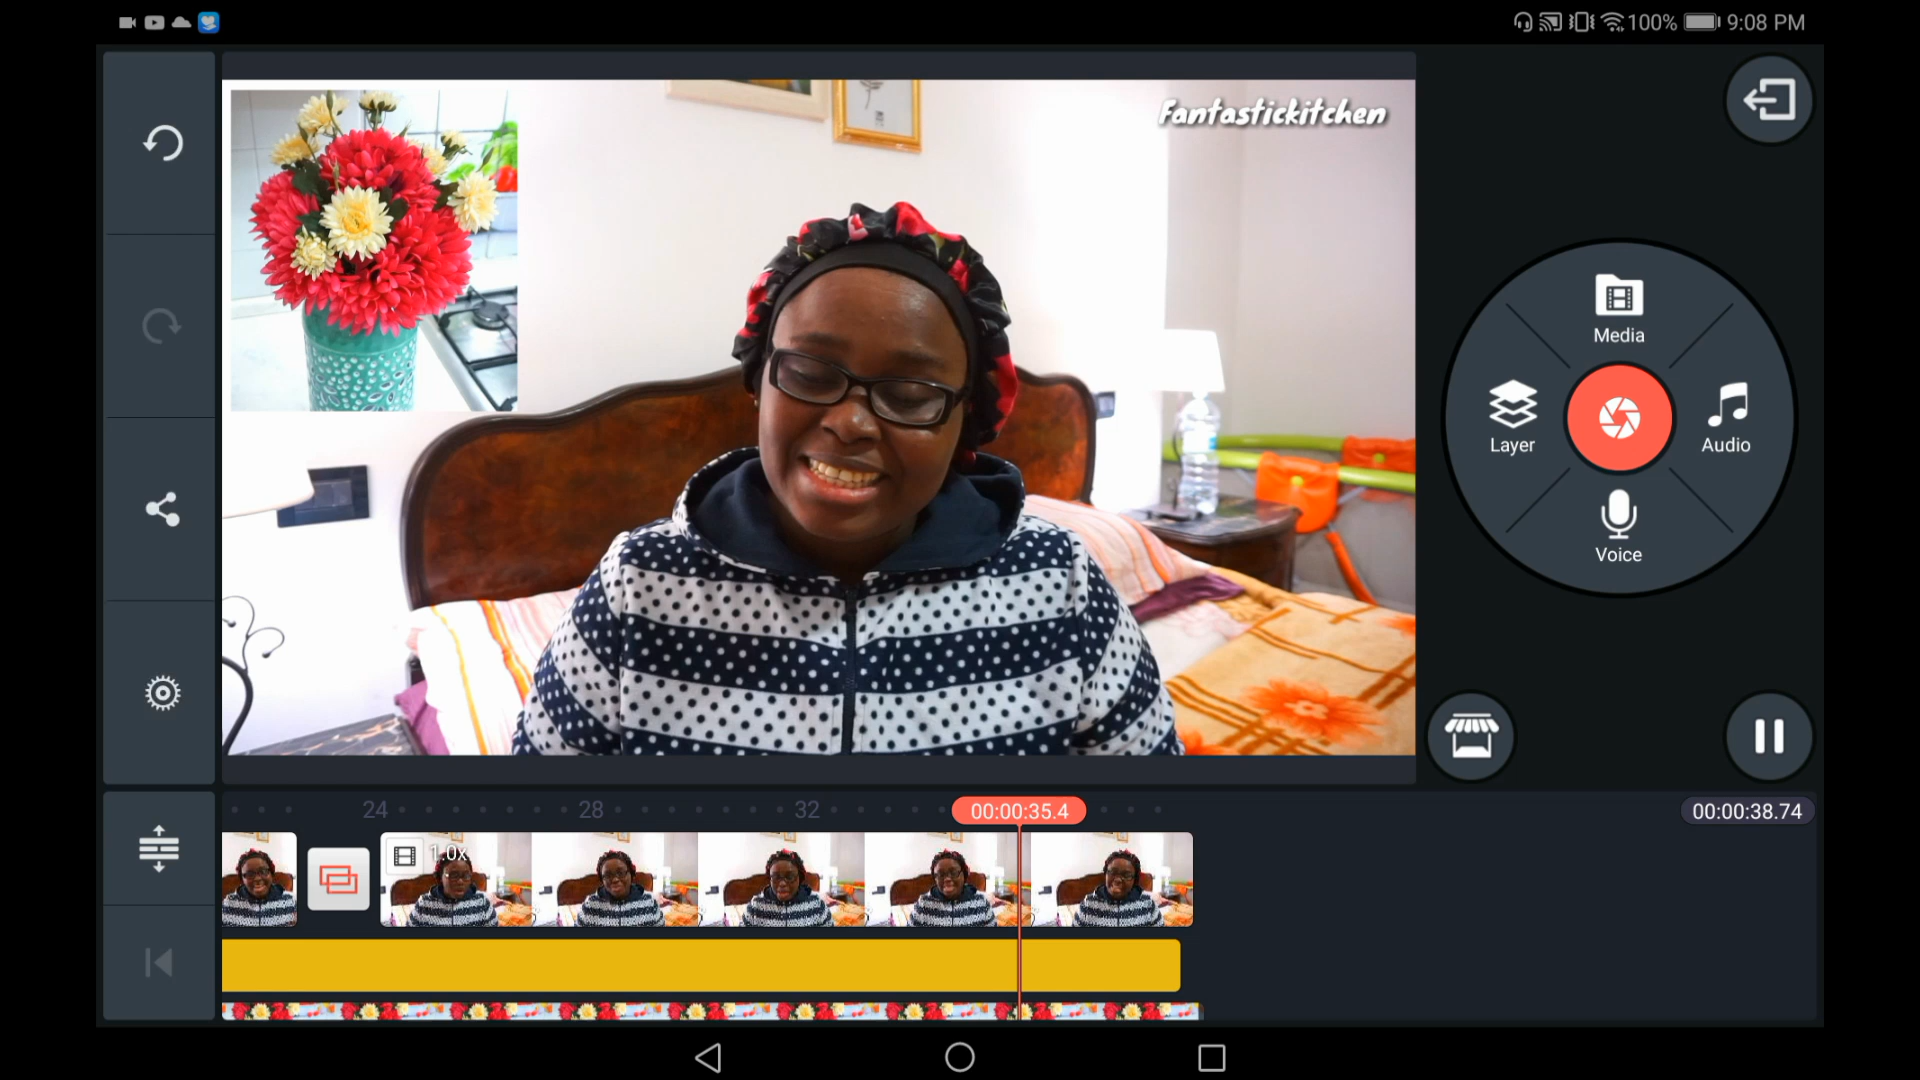 100% 9:08 PM
Fantastickitchen
Media
Layer
Audio
Voice
24 28 32 00:00:35.4 00:00:38.74
1.0x